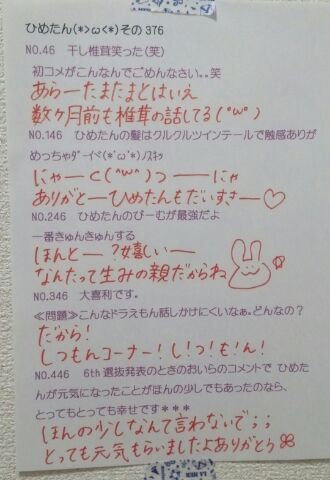 ひめたん(*>ω<*)その376
NO.46 干し椎茸笑った(笑)
初コメがこんなんでごめんなさい..笑
あらーたまたまとはいえ
数ヶ月前も椎茸の話してる(°ω°)
NO.146 ひめたんの髪はクルクルツインテールで触感ありが
めっちゃﾀﾞｰｲﾍﾞ(*'ω'*)ﾉｽｷｯ
にゃーと(^ω^)つーにゃ
ありがとーひめたんもだいすきー♡
NO.246 ひめたんのびーむが最強だよ
一番きゅんきゅんする
ほんとー?嬉しいー
なんたって生みの親だからね
NO.346 大喜利です。
≪問題≫こんなドラえもん話しかけにくいなぁ。どんなの?
だから!
しつもんコーナー!し!つ!も!ん!
NO.446 6th選抜発表のときのおいらのコメントで ひめた
んが元気になったことがほんの少しでもあったのなら、
とってもとっても幸せです***
ほんの少しなんて言わないで;;
とっても元気もらいましたよありがとう